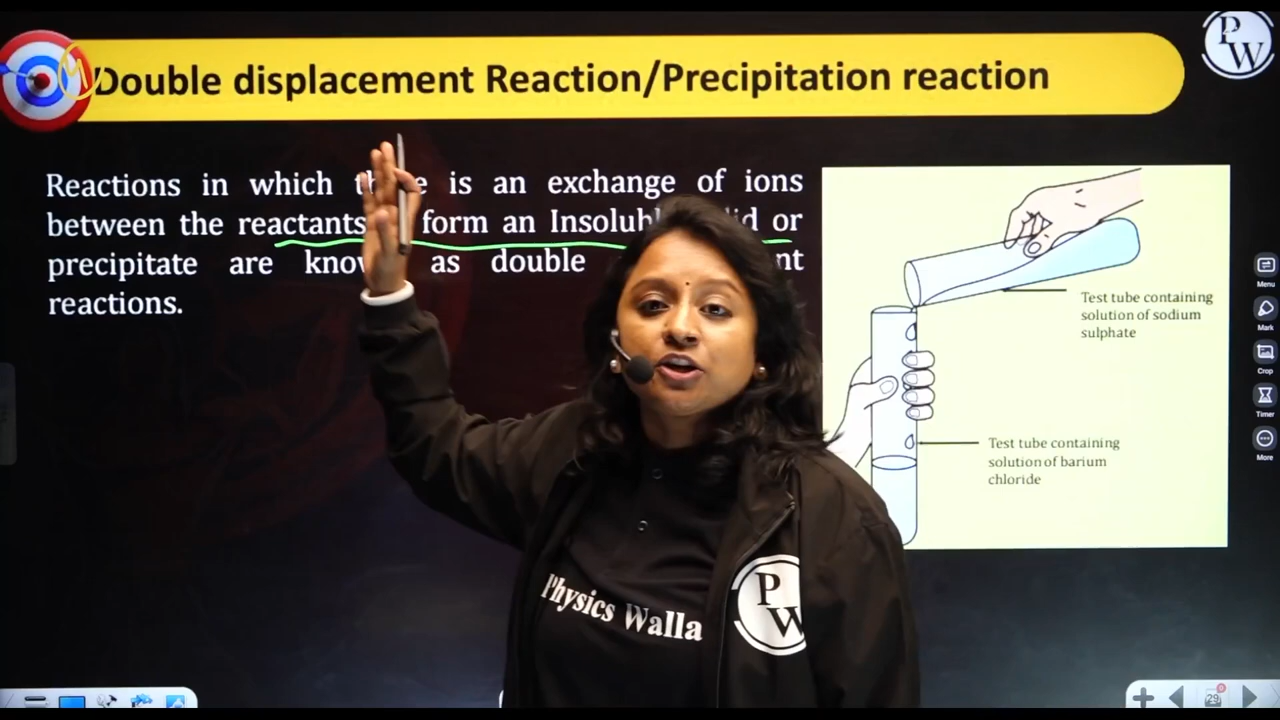 Double displacement Reaction/Precipitation reaction
PW
Reactions in which is an exchange of ions
between the reactants form an or
precipitate are as double
reactions.
Test tube containing
solution of sodium
sulphate
Test tube containing
solution of barium
chloride
Menu
Mark
Crop
Timer
More
Physics Walla
PW
29